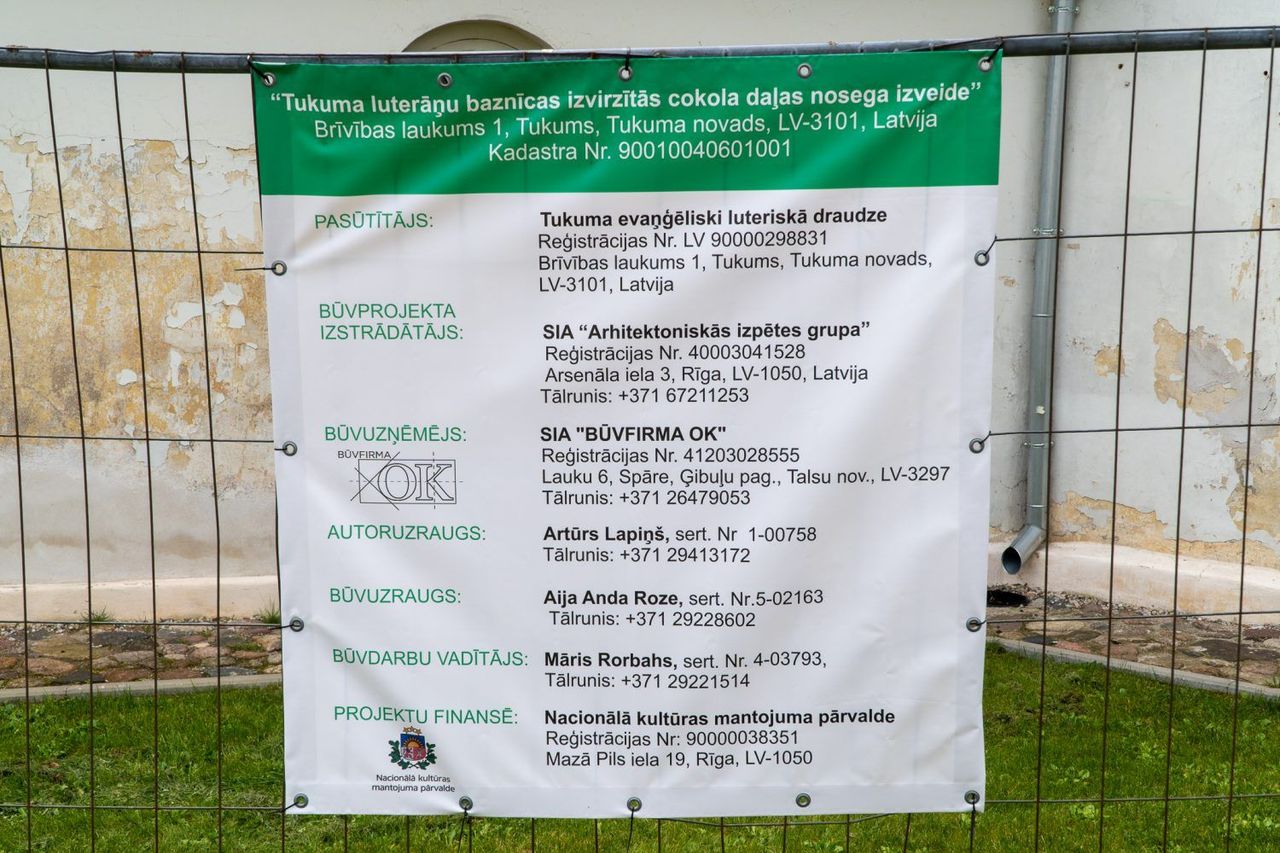 “Tukuma luterāņu baznīcas izvirzītās cokola daļas nosega izveide”
Brīvības laukums 1, Tukums, Tukuma novads, LV-3101, Latvija
Kadastra Nr. 90010040601001
PASŪTĪTĀJS:
Tukuma evaņģēliski luteriskā draudze
Reģistrācijas Nr. LV 90000298831
Brīvības laukums 1, Tukums, Tukuma novads,
LV-3101, Latvija
BŪVPROJEKTA
IZSTRĀDĀTĀJS:
SIA “Arhitektoniskās izpētes grupa”
Reģistrācijas Nr. 40003041528
Arsenāla iela 3, Rīga, LV-1050, Latvija
Tālrunis: +371 67211253
BŪVUZŅĒMĒJS:
BŪVFIRMA
OK
SIA "BŪVFIRMA OK"
Reģistrācijas Nr. 41203028555
Lauku 6, Spāre, Ģibuļu pag., Talsu nov., LV-3297
Tālrunis: +371 26479053
AUTORUZRAUGS:
Artūrs Lapiņš, sert. Nr 1-00758
Tālrunis: +371 29413172
BŪVUZRAUGS:
Aija Anda Roze, sert. Nr.5-02163
Tālrunis: +371 29228602
BŪVDARBU VADĪTĀJS:
Māris Rorbahs, sert. Nr. 4-03793,
Tālrunis: +371 29221514
PROJEKTU FINANSĒ:
Nacionālā kultūras
mantojuma pārvalde
Nacionālā kultūras mantojuma pārvalde
Reģistrācijas Nr: 90000038351
Mazā Pils iela 19, Rīga, LV-1050